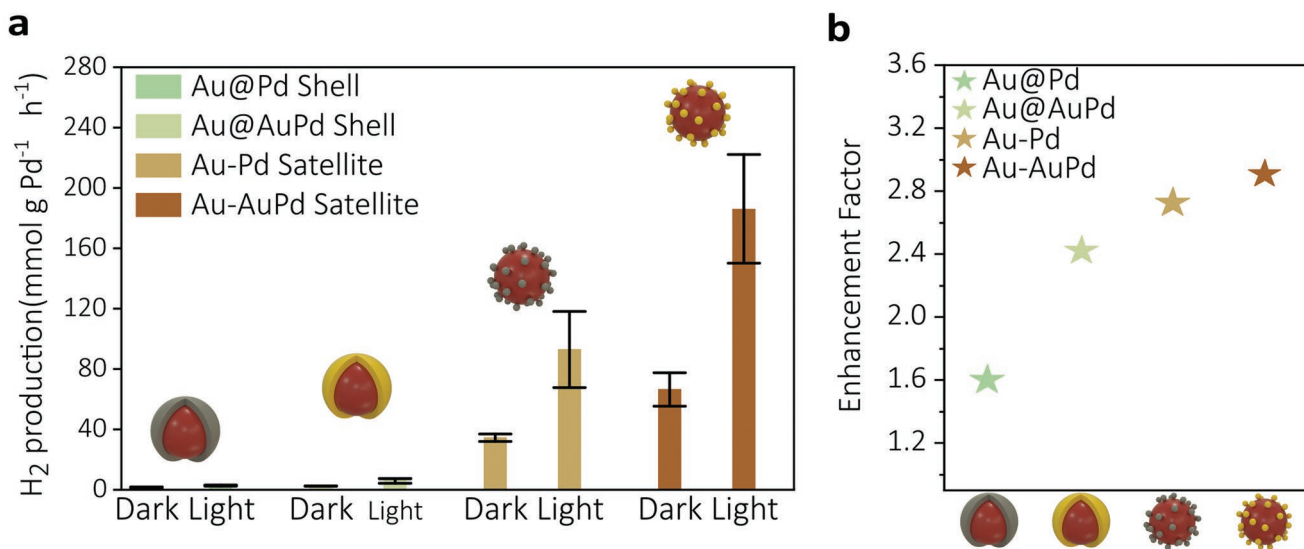 a
H₂ production(mmol g Pd⁻¹ h⁻¹)
280
240
200
160
120
80
40
0
Au@Pd Shell
Au@AuPd Shell
Au-Pd Satellite
Au-AuPd Satellite
Dark Light Dark Light Dark Light Dark Light
b
Enhancement Factor
3.6
3.2
2.8
2.4
2.0
1.6
1.2
Au@Pd
Au@AuPd
Au-Pd
Au-AuPd